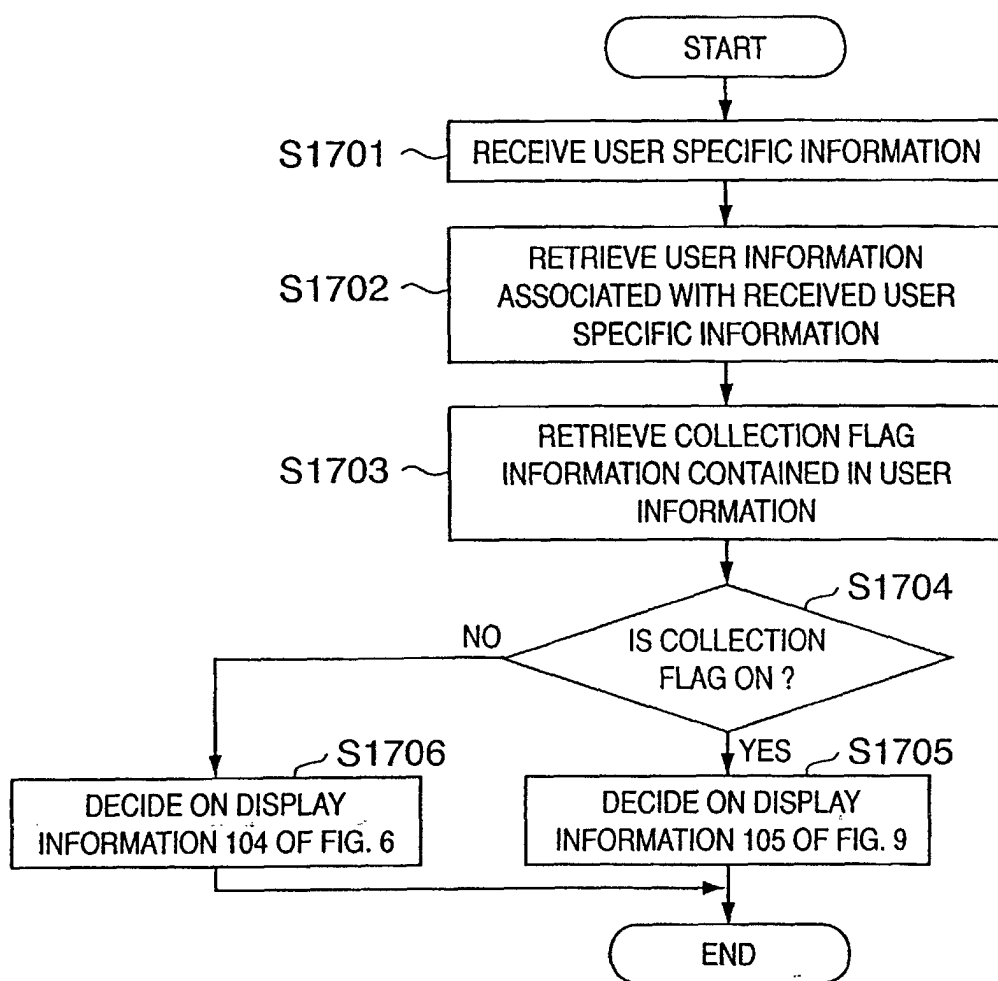 START
S1701
RECEIVE USER SPECIFIC INFORMATION
S1702
RETRIEVE USER INFORMATION
ASSOCIATED WITH RECEIVED USER
SPECIFIC INFORMATION
S1703
RETRIEVE COLLECTION FLAG
INFORMATION CONTAINED IN USER
INFORMATION
S1704
IS COLLECTION
FLAG ON ?
NO
YES
S1706
DECIDE ON DISPLAY
INFORMATION 104 OF FIG. 6
S1705
DECIDE ON DISPLAY
INFORMATION 105 OF FIG. 9
END